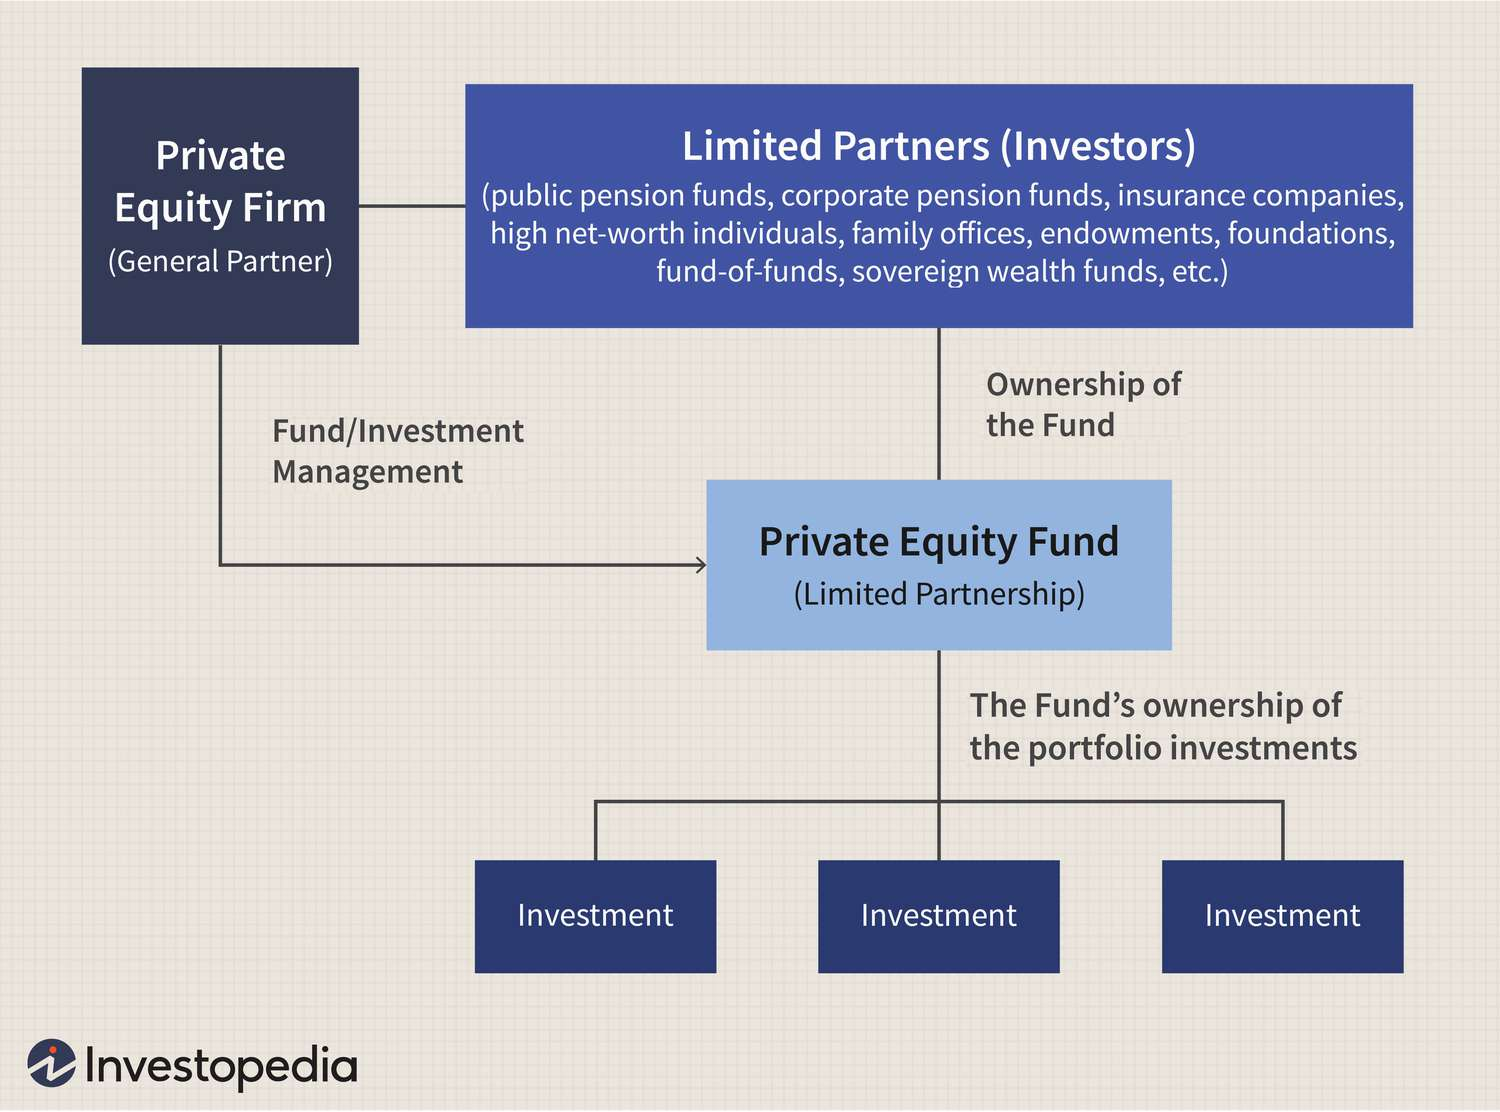 Private
Equity Firm
(General Partner)
Limited Partners (Investors)
(public pension funds, corporate pension funds, insurance companies,
high net-worth individuals, family offices, endowments, foundations,
fund-of-funds, sovereign wealth funds, etc.)
Fund/Investment
Management
Ownership of
the Fund
Private Equity Fund
(Limited Partnership)
The Fund’s ownership of
the portfolio investments
Investment
Investment
Investment
Investopedia